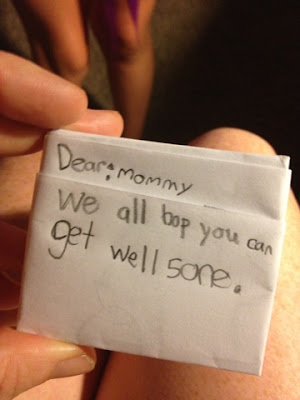 Dear: mommy
We all bop you can
get well sone.